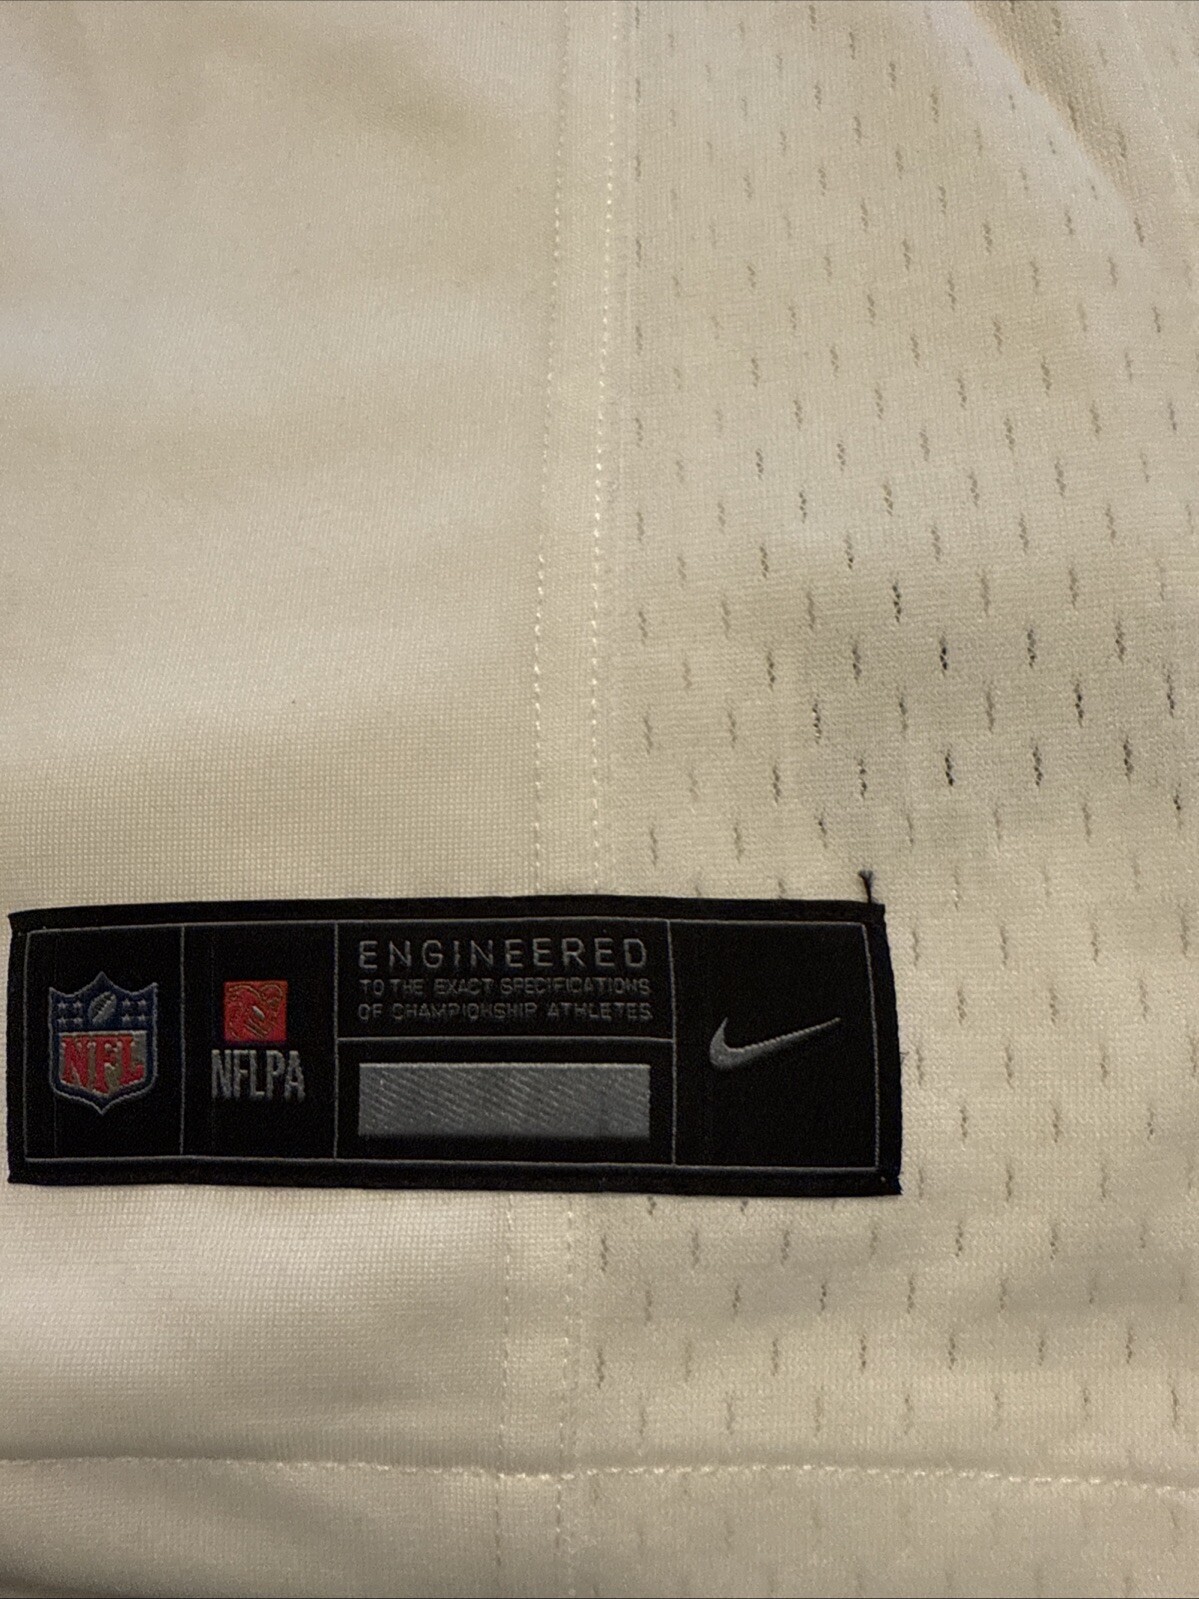 NFL
NFLPA
ENGINEERED
TO THE EXACT SPECIFICATIONS
OF CHAMPIONSHIP ATHLETES